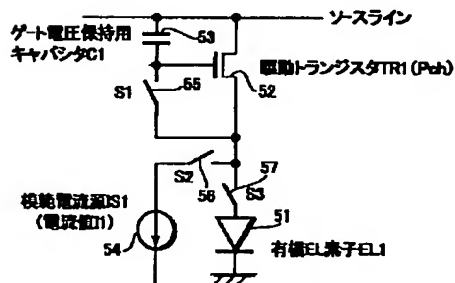 ソースライン
ゲート電圧保持用
キャパシタC1
53
駆動トランジスタTR1(Pch)
52
S1
55
S2
56
57
S3
模範電流源IS1
(電流値I1)
54
51
有機EL素子EL1